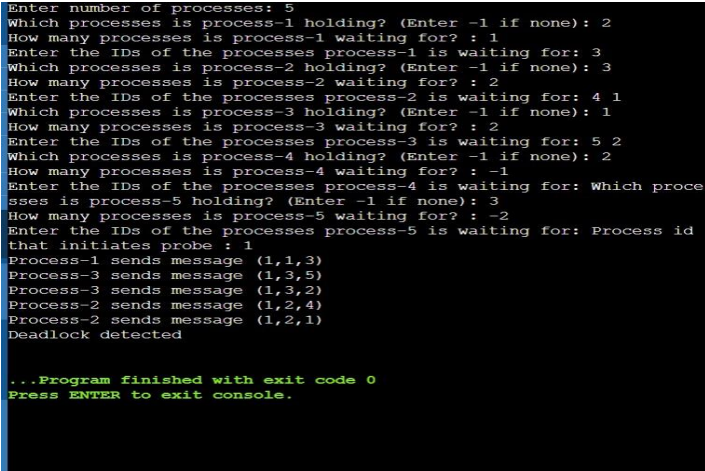 Enter number of processes: 5
Which processes is process-1 holding? (Enter -1 if none): 2
How many processes is process-1 waiting for? : 1
Enter the IDs of the processes process-1 is waiting for: 3
Which processes is process-2 holding? (Enter -1 if none): 3
How many processes is process-2 waiting for? : 2
Enter the IDs of the processes process-2 is waiting for: 4 1
Which processes is process-3 holding? (Enter -1 if none): 1
How many processes is process-3 waiting for? : 2
Enter the IDs of the processes process-3 is waiting for: 5 2
Which processes is process-4 holding? (Enter -1 if none): 2
How many processes is process-4 waiting for? : -1
Enter the IDs of the processes process-4 is waiting for: Which proce
sses is process-5 holding? (Enter -1 if none): 3
How many processes is process-5 waiting for? : -2
Enter the IDs of the processes process-5 is waiting for: Process id
that initiates probe : 1
Process-1 sends message (1,1,3)
Process-3 sends message (1,3,5)
Process-3 sends message (1,3,2)
Process-2 sends message (1,2,4)
Process-2 sends message (1,2,1)
Deadlock detected
...Program finished with exit code 0
Press ENTER to exit console.